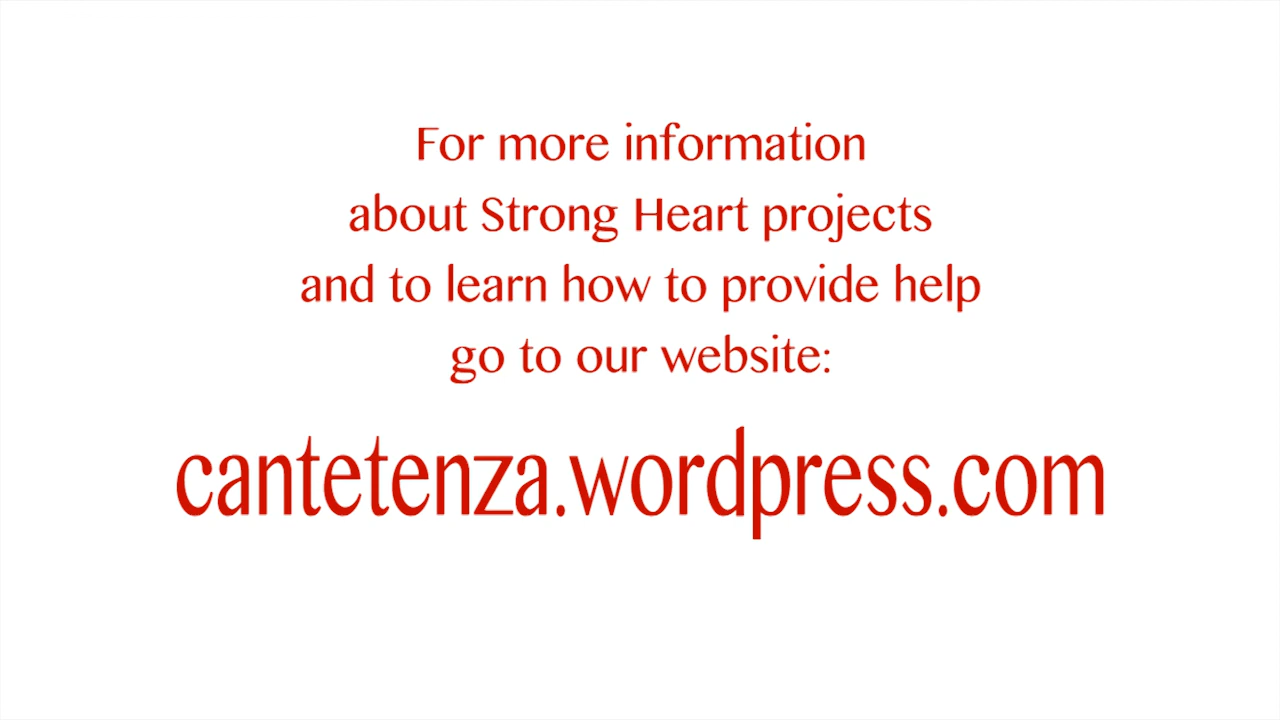 For more information
about Strong Heart projects
and to learn how to provide help
go to our website:
cantetenza.wordpress.com